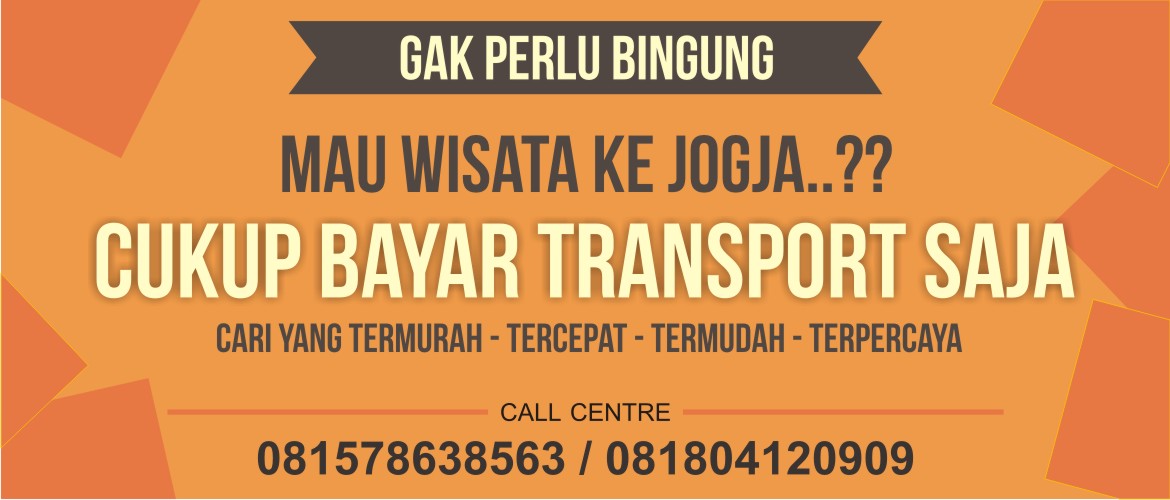 GAK PERLU BINGUNG
MAU WISATA KE JOGJA..??
CUKUP BAYAR TRANSPORT SAJA
CARI YANG TERMURAH - TERCEPAT - TERMUDAH - TERPERCAYA
CALL CENTRE
081578638563 / 081804120909